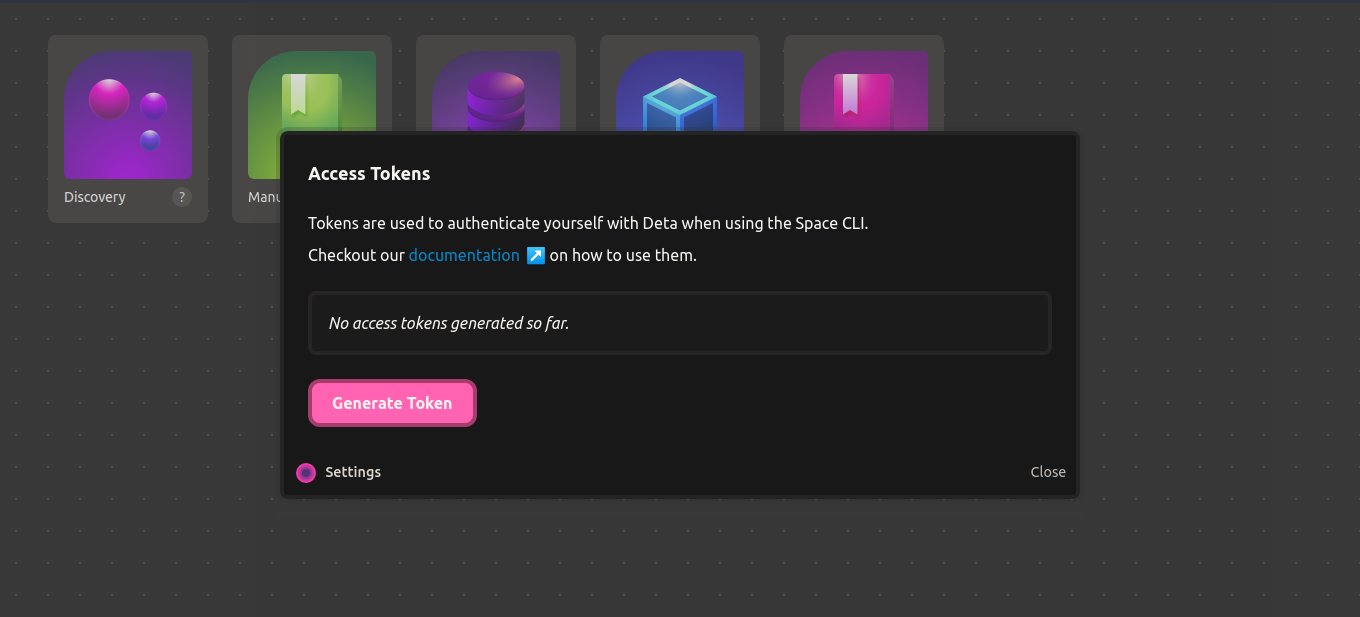 Discovery
?
Manu
Access Tokens
Tokens are used to authenticate yourself with Deta when using the Space CLI.
Checkout our documentation ↗ on how to use them.
No access tokens generated so far.
Generate Token
Settings
Close